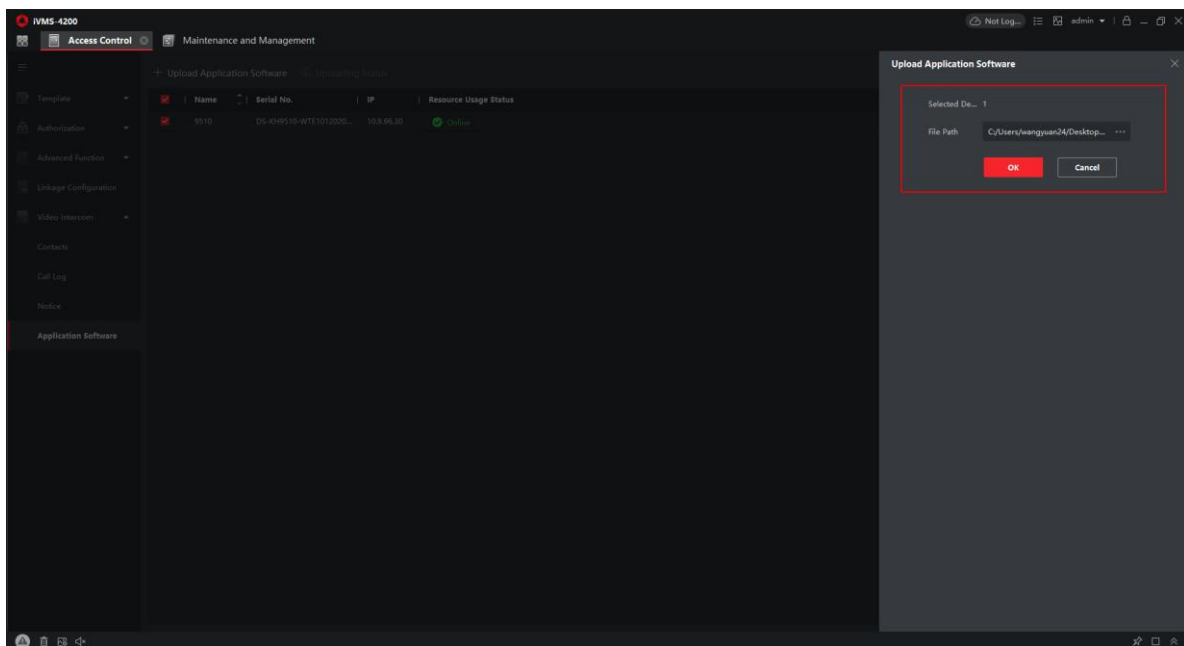 iVMS-4200
Not Log...
admin
Access Control
Maintenance and Management
Upload Application Software
Uploading Status
Template
Authorization
Advanced Function
Linkage Configuration
Video Intercom
Contacts
Call Log
Notice
Application Software
Name Serial No. IP Resource Usage Status
9510 DS-KH9510-WTE1012020... 10.9.96.30 Online
Upload Application Software
Selected De... 1
File Path C:/Users/wangyuan24/Desktop... ...
OK Cancel